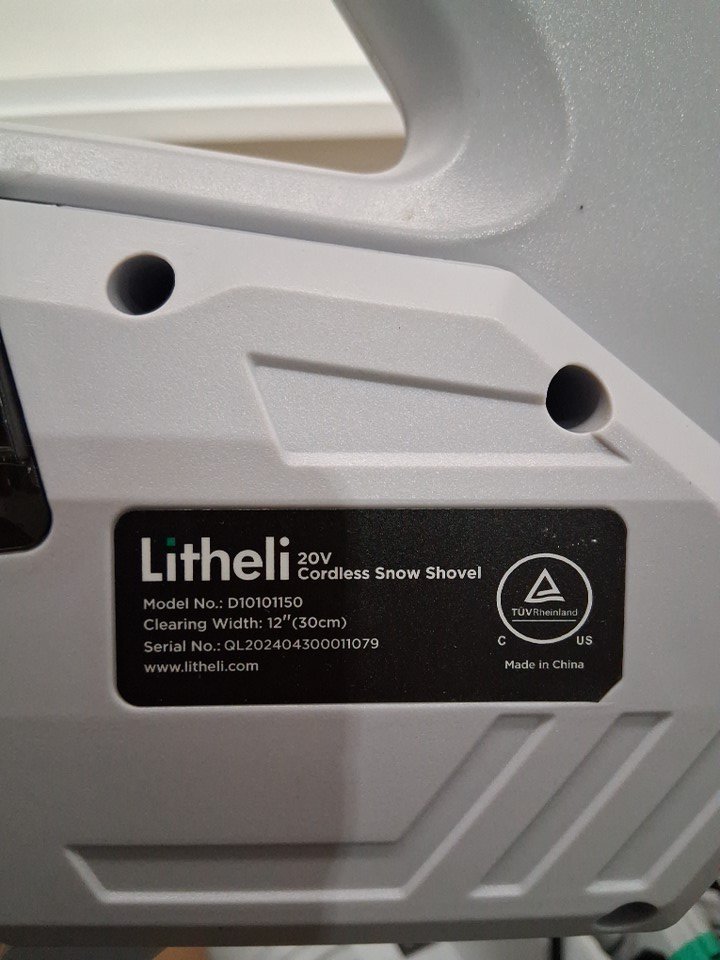 Litheli 20V
Cordless Snow Shovel
Model No.: D10101150
Clearing Width: 12"(30cm)
Serial No.: QL202404300011079
www.litheli.com
TÜVRheinland
C US
Made in China